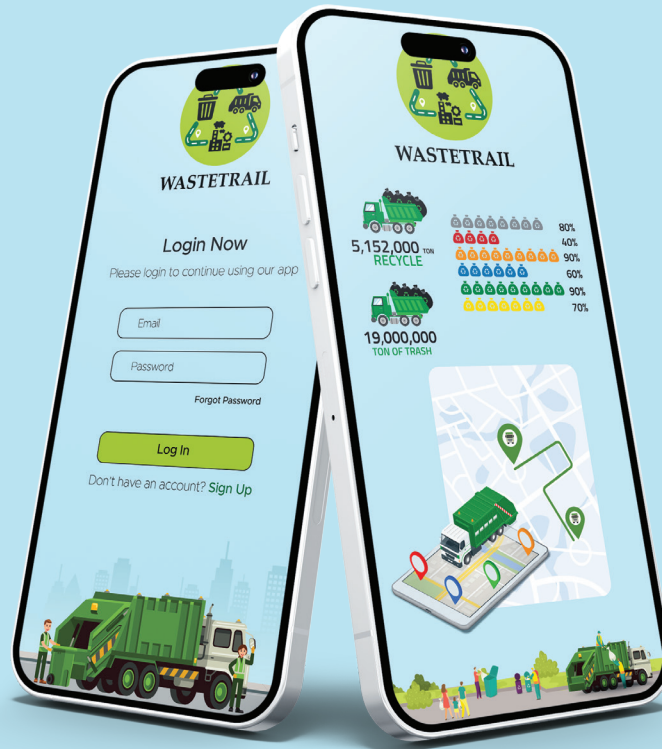 WASTETRAIL
Login Now
Please login to continue using our app
Email
Password
Forgot Password
Log In
Don't have an account? Sign Up
WASTETRAIL
5,152,000 TON
RECYCLE
19,000,000
TON OF TRASH
80%
40%
90%
60%
90%
70%